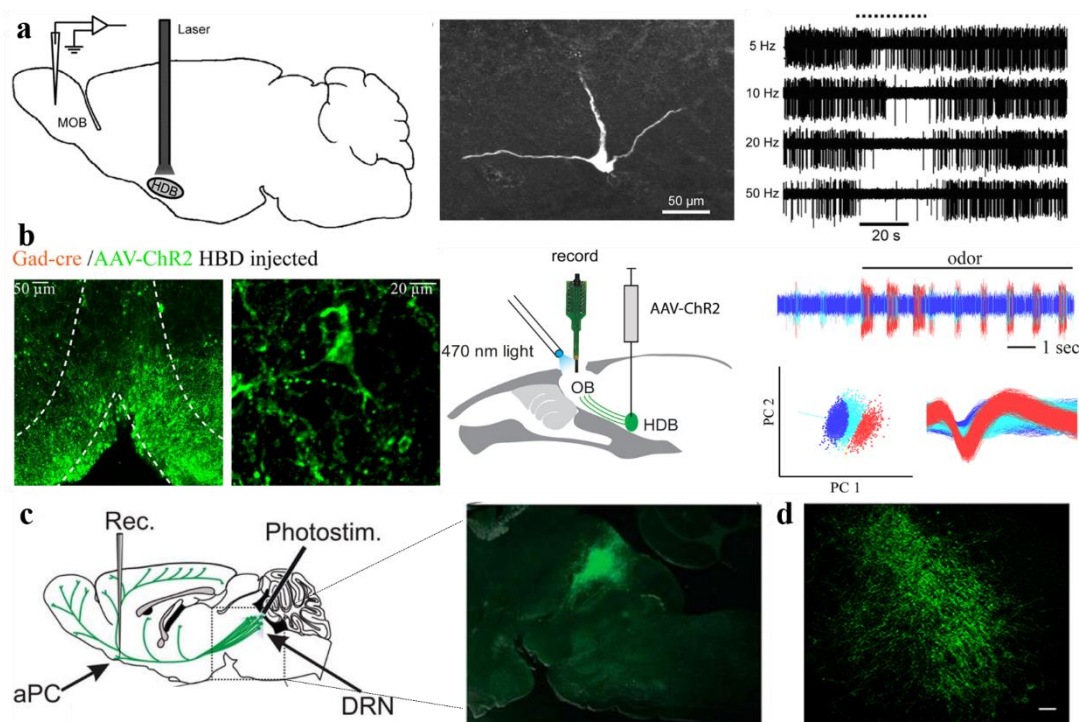 a
Laser
MOB
HDB
50 µm
5 Hz
10 Hz
20 Hz
50 Hz
20 s
b
Gad-cre /AAV-ChR2 HBD injected
50 µm
20 µm
record
AAV-ChR2
470 nm light
OB
HDB
odor
1 sec
PC 2
PC 1
c
Rec.
Photostim.
aPC
DRN
d